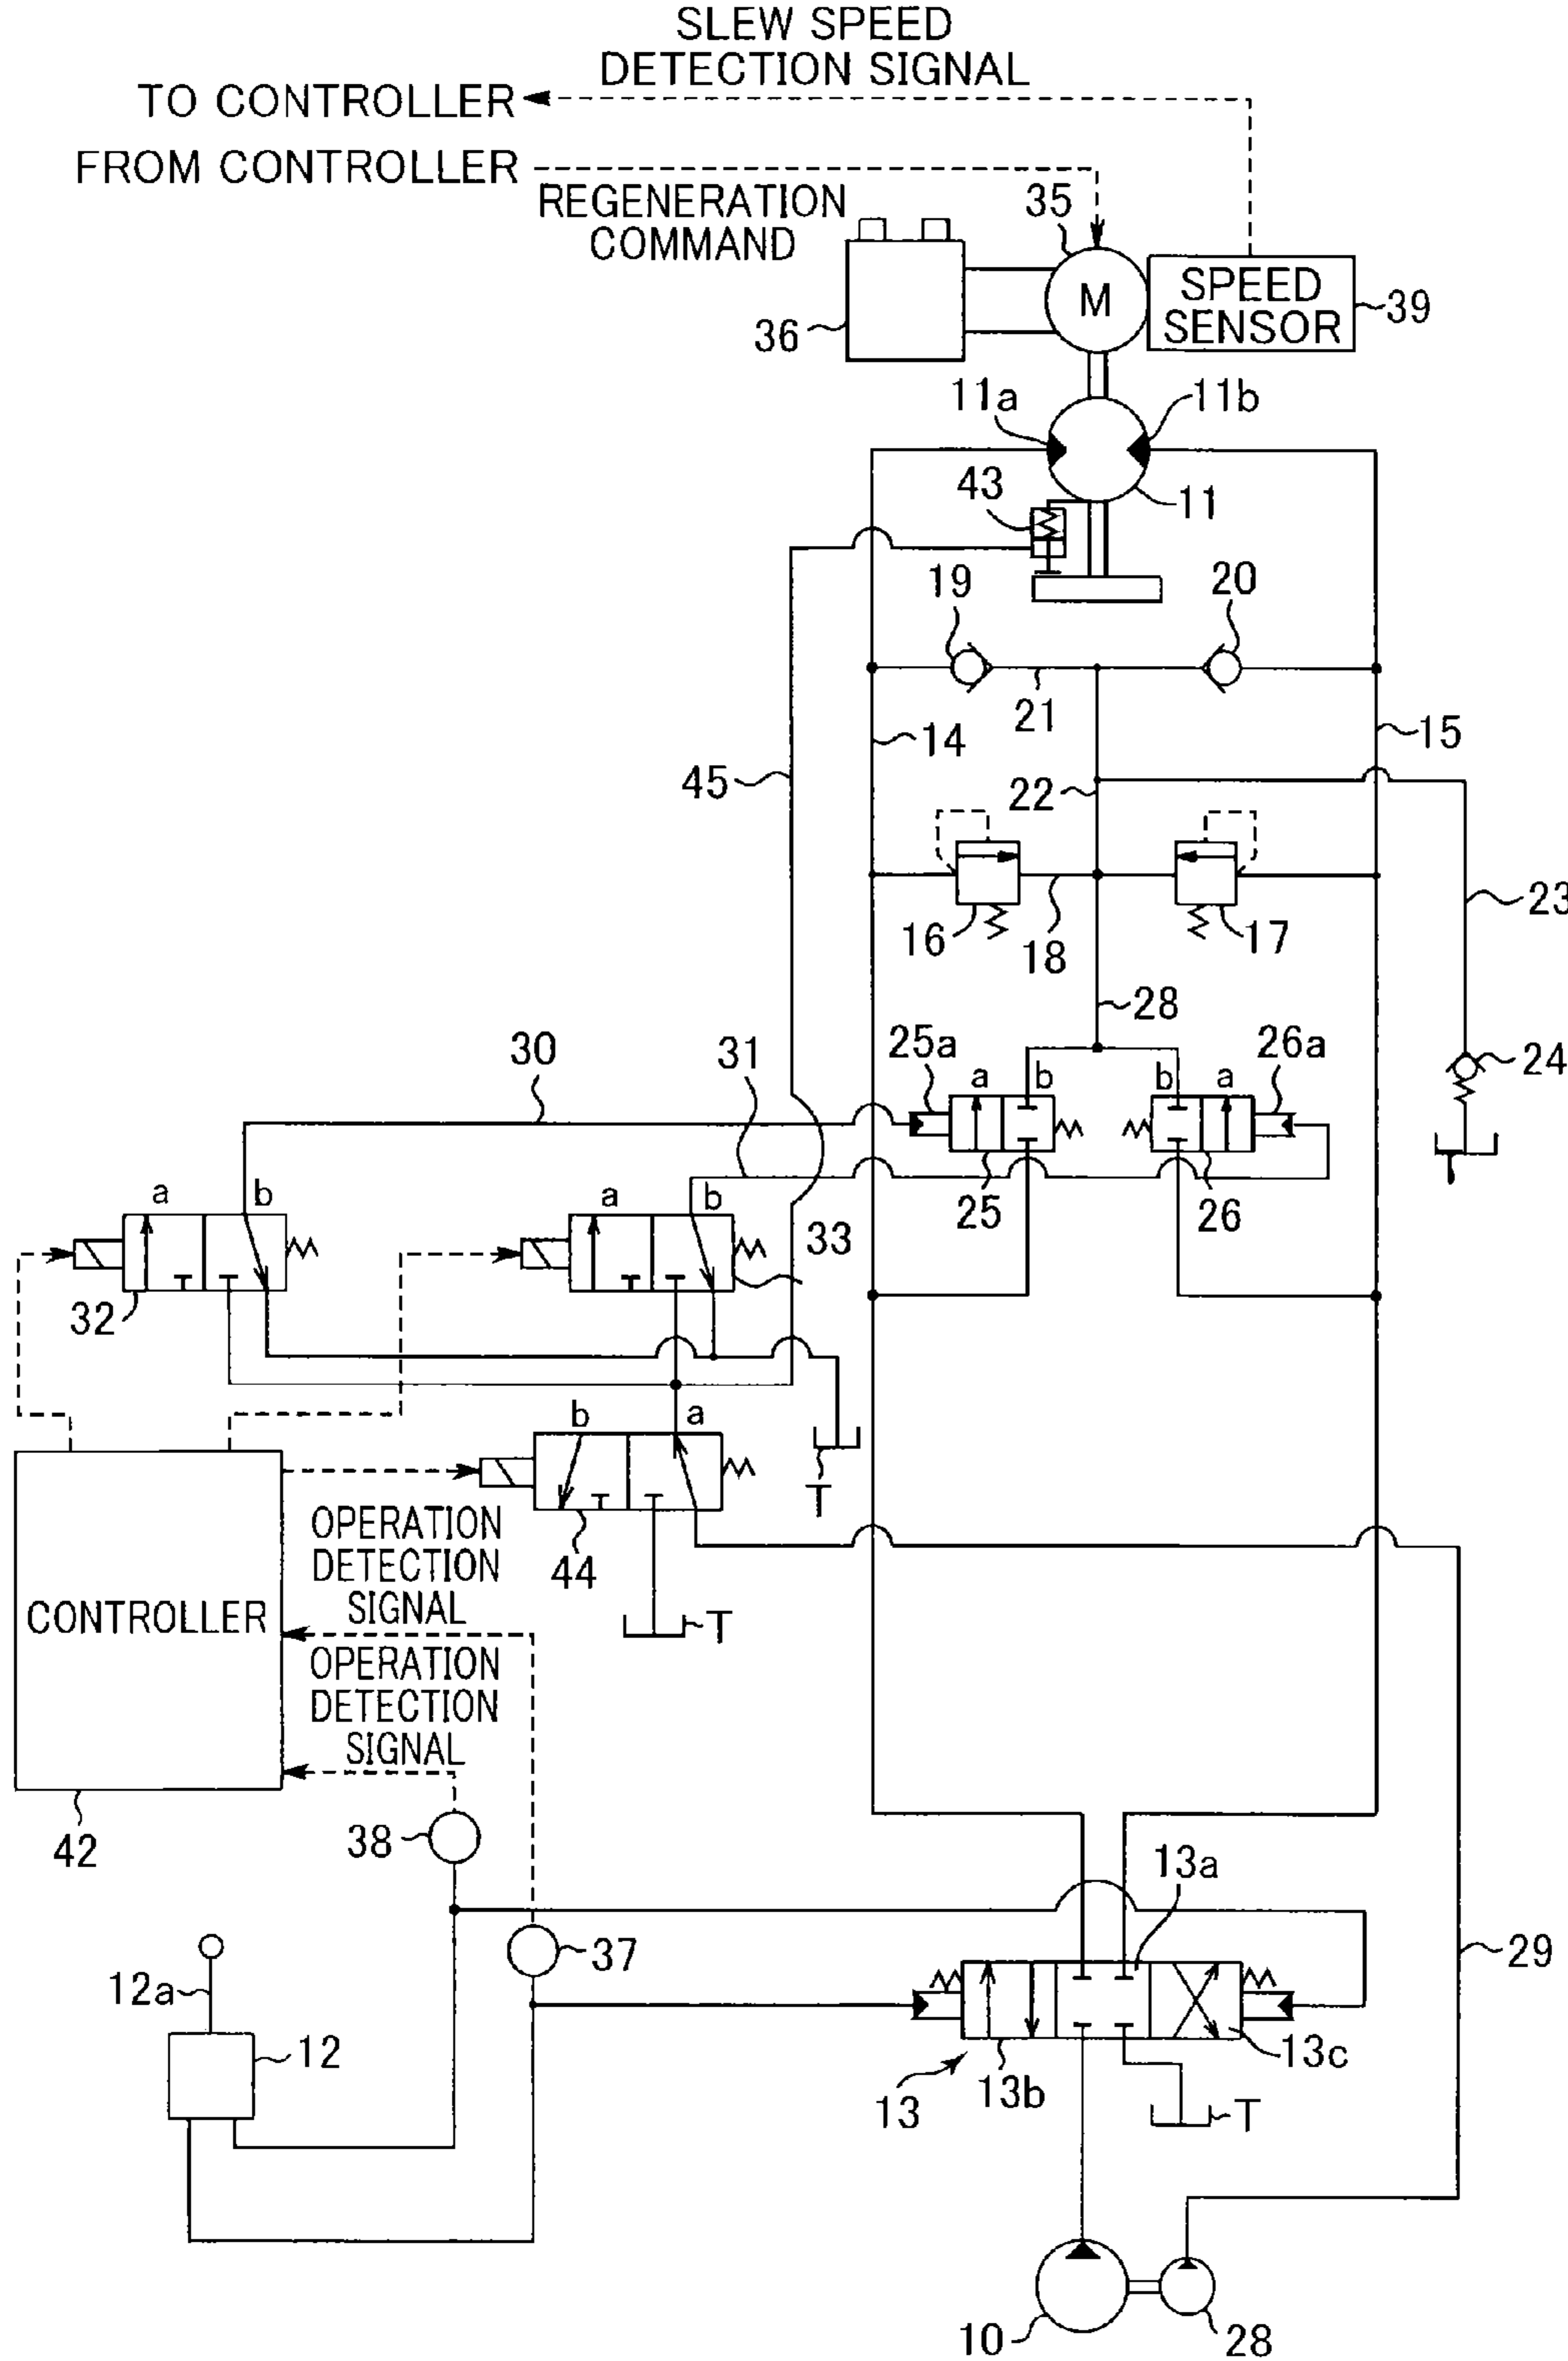 SLEW SPEED
DETECTION SIGNAL
TO CONTROLLER
FROM CONTROLLER
REGENERATION
COMMAND
35
36
M
SPEED
SENSOR
39
11a
11b
43
11
19
20
21
14
15
45
22
16
18
17
23
28
30
31
25a
a
b
b
a
26a
24
25
26
a
b
a
b
33
32
b
a
T
44
T
OPERATION
DETECTION
SIGNAL
CONTROLLER
OPERATION
DETECTION
SIGNAL
42
38
13a
37
29
12a
12
13
13b
13c
T
10
28